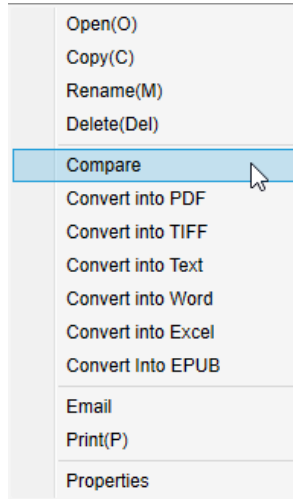 Open(O)
Copy(C)
Rename(M)
Delete(Del)
Compare
Convert into PDF
Convert into TIFF
Convert into Text
Convert into Word
Convert into Excel
Convert Into EPUB
Email
Print(P)
Properties